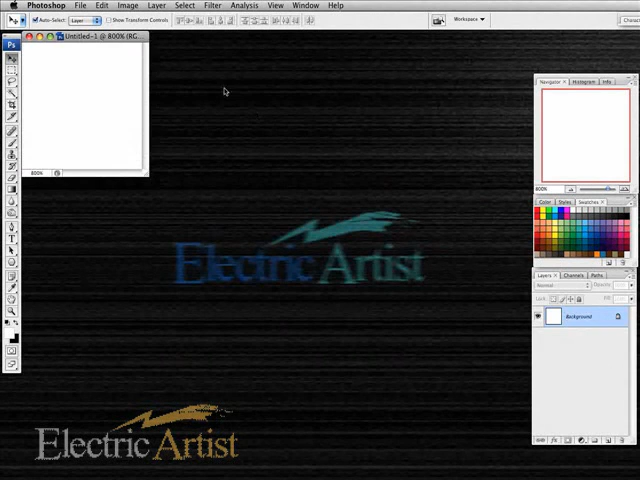 Photoshop File Edit Image Layer Select Filter Analysis View Window Help
Auto-Select: Layer Show Transform Controls Workspace
Untitled-1 @ 800% (RG...
Ps
Navigator Histogram Info
800%
800%
Color Styles Swatches
Electric Artist
Layers Channels Paths
Normal Opacity:
Lock: Fill:
Background
Electric Artist